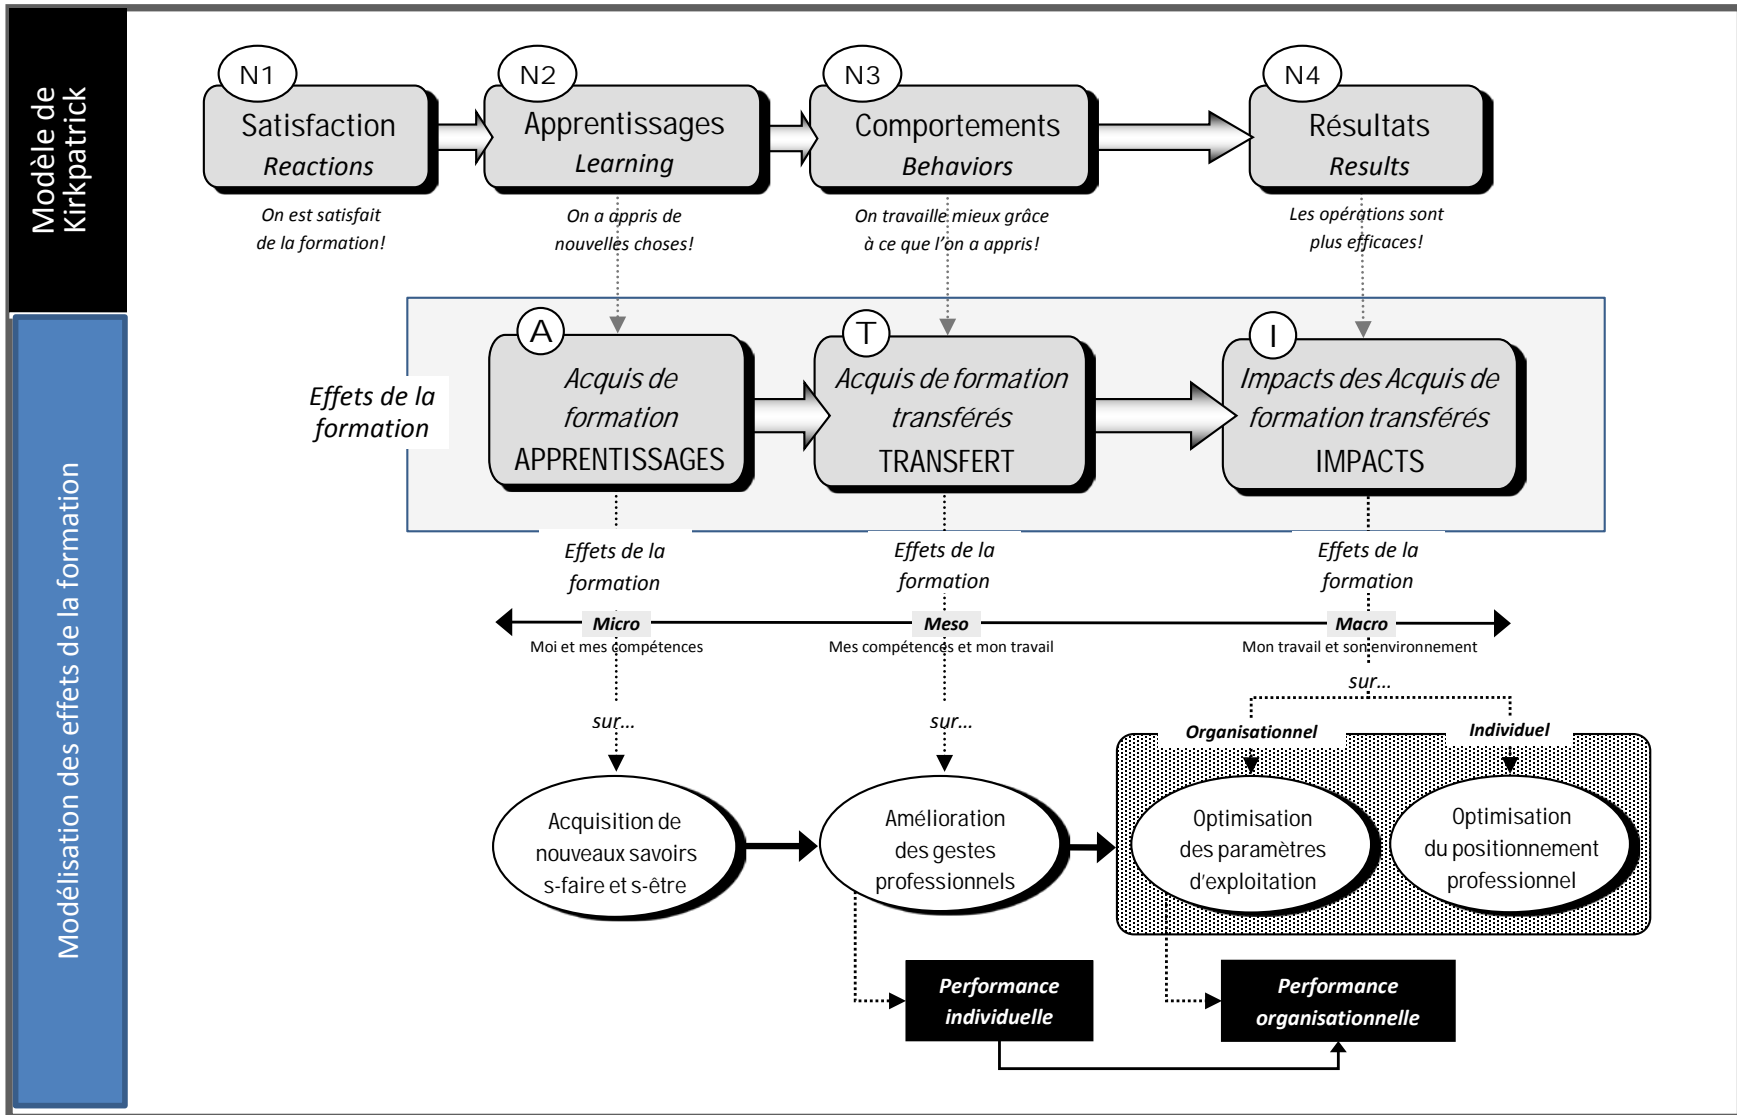 Modèle de
Kirkpatrick
N1
Satisfaction
Reactions
On est satisfait
de la formation!
N2
Apprentissages
Learning
On a appris de
nouvelles choses!
N3
Comportements
Behaviors
On travaille mieux grâce
à ce que l'on a appris!
N4
Résultats
Results
Les opérations sont
plus efficaces!
Modélisation des effets de la formation
Effets de la
formation
A
Acquis de
formation
APPRENTISSAGES
T
Acquis de formation
transférés
TRANSFERT
I
Impacts des Acquis de
formation transférés
IMPACTS
Effets de la
formation
Effets de la
formation
Effets de la
formation
Micro
Moi et mes compétences
Meso
Mes compétences et mon travail
Macro
Mon travail et son environnement
sur...
sur...
sur...
Organisationnel
Individuel
Acquisition de
nouveaux savoirs
s-faire et s-être
Amélioration
des gestes
professionnels
Optimisation
des paramètres
d'exploitation
Optimisation
du positionnement
professionnel
Performance
individuelle
Performance
organisationnelle